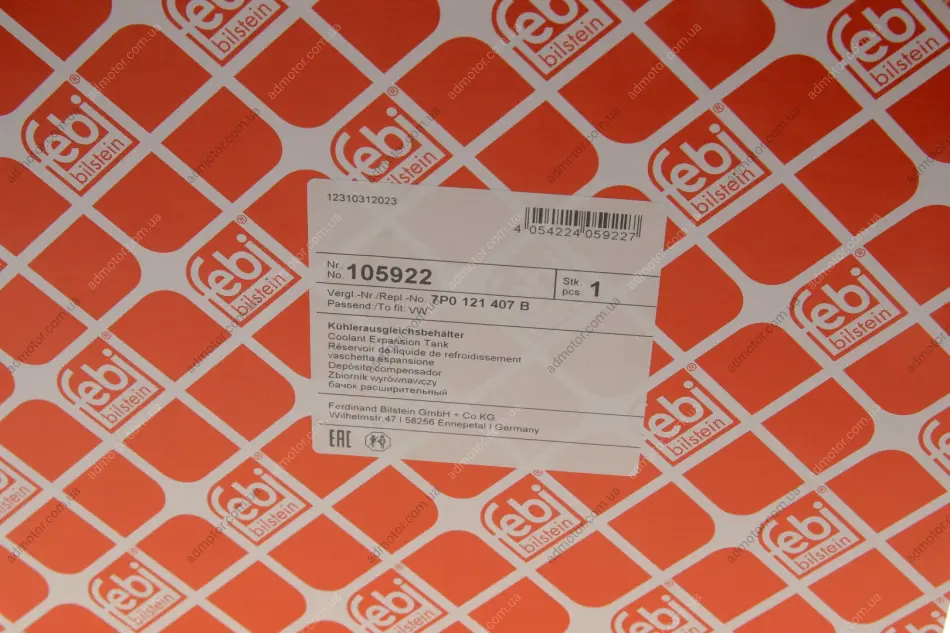 12310312023
4 054224 059227
Nr.
No. 105922
Stk.
pcs 1
Vergl.-Nr./Repl.-No. 7P0 121 407 B
Passend:/To fit: VW
Kühlerausgleichsbehälter
Coolant Expansion Tank
Réservoir de liquide de refroidissement
vaschetta espansione
Depósito compensador
Zbiornik wyrównawczy
бачок расширительный
Ferdinand Bilstein GmbH + Co KG
Wilhelmstr.47 I 58256 Ennepetal I Germany
EAC
febi
bilstein
admotor.com.ua